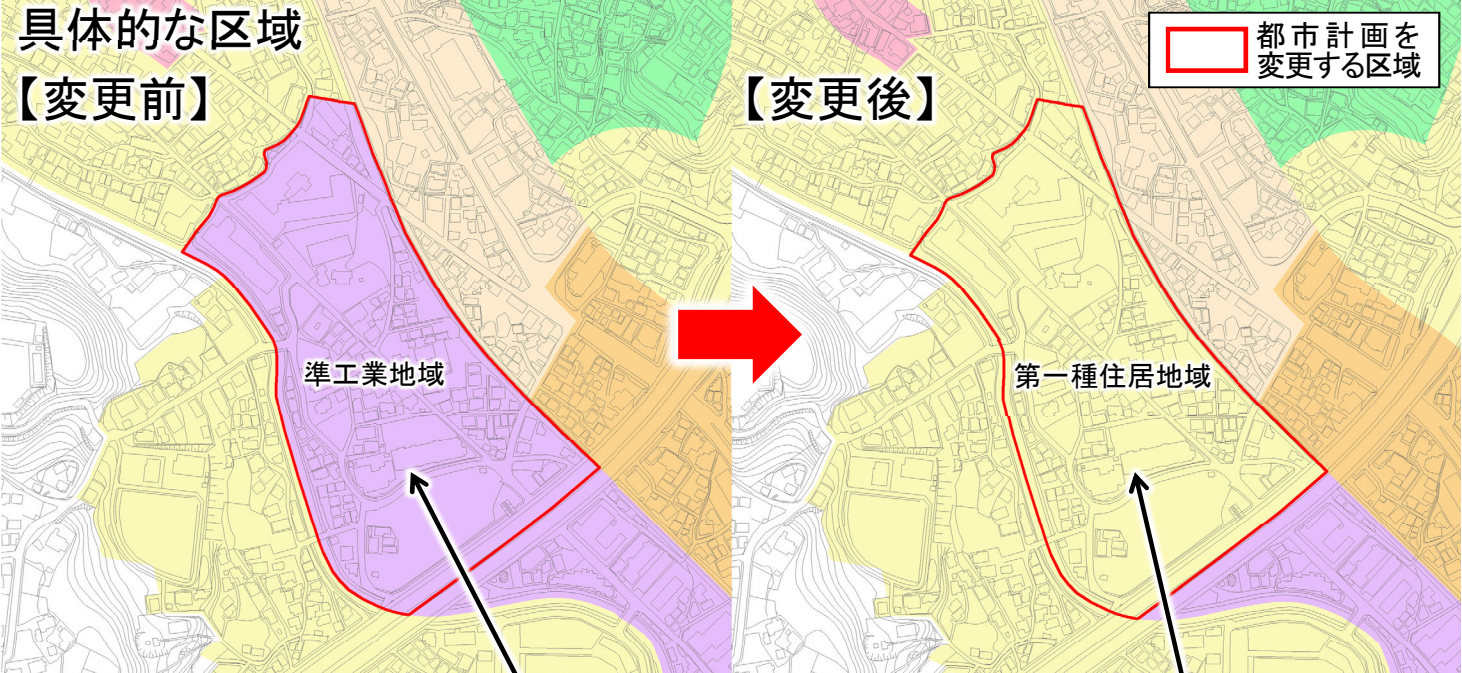 具体的な区域
【変更前】
準工業地域
【変更後】
第一種住居地域
都市計画を
変更する区域